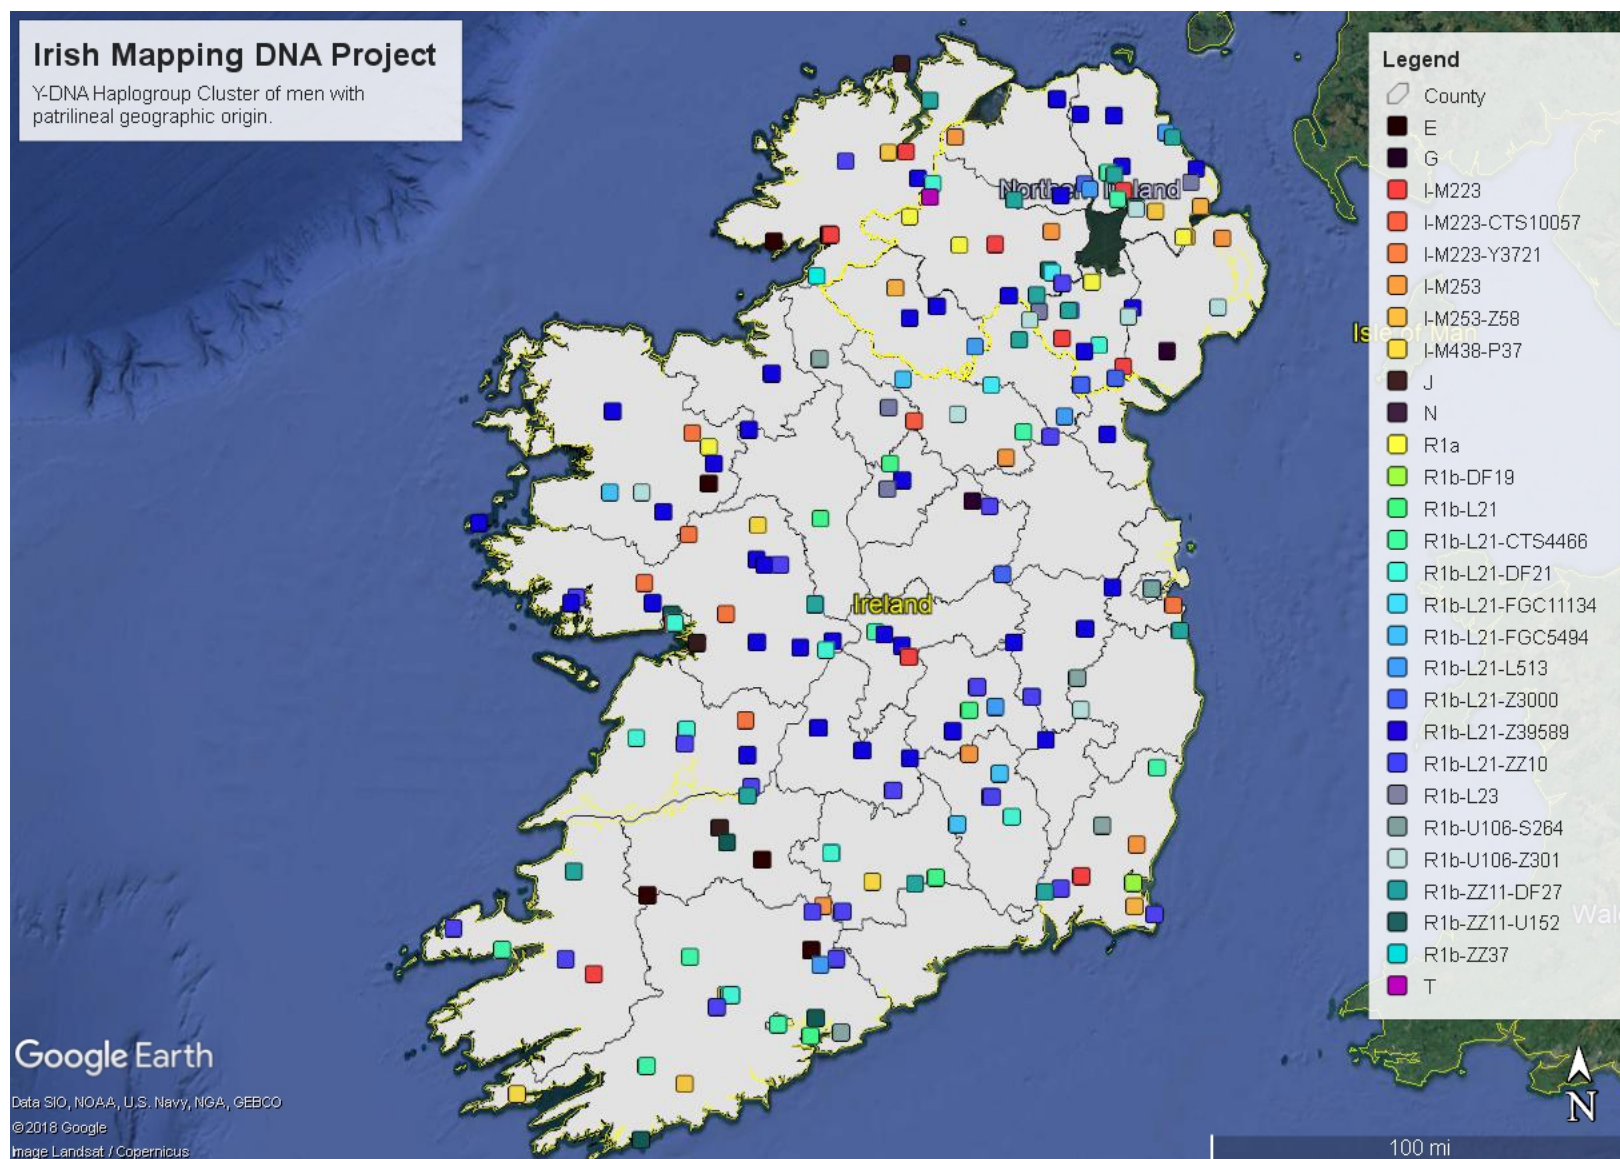 Irish Mapping DNA Project
Y-DNA Haplogroup Cluster of men with
patrilineal geographic origin.
Legend
County
E
G
I-M223
I-M223-CTS10057
I-M223-Y3721
I-M253
I-M253-Z58
I-M438-P37
J
N
R1a
R1b-DF19
R1b-L21
R1b-L21-CTS4466
R1b-L21-DF21
R1b-L21-FGC11134
R1b-L21-FGC5494
R1b-L21-L513
R1b-L21-Z3000
R1b-L21-Z39589
R1b-L21-ZZ10
R1b-L23
R1b-U106-S264
R1b-U106-Z301
R1b-ZZ11-DF27
R1b-ZZ11-U152
R1b-ZZ37
T
Northern Ireland
Isle of Man
Ireland
Wal
Google Earth
Data SIO, NOAA, U.S. Navy, NGA, GEBCO
©2018 Google
Image Landsat / Copernicus
N
100 mi